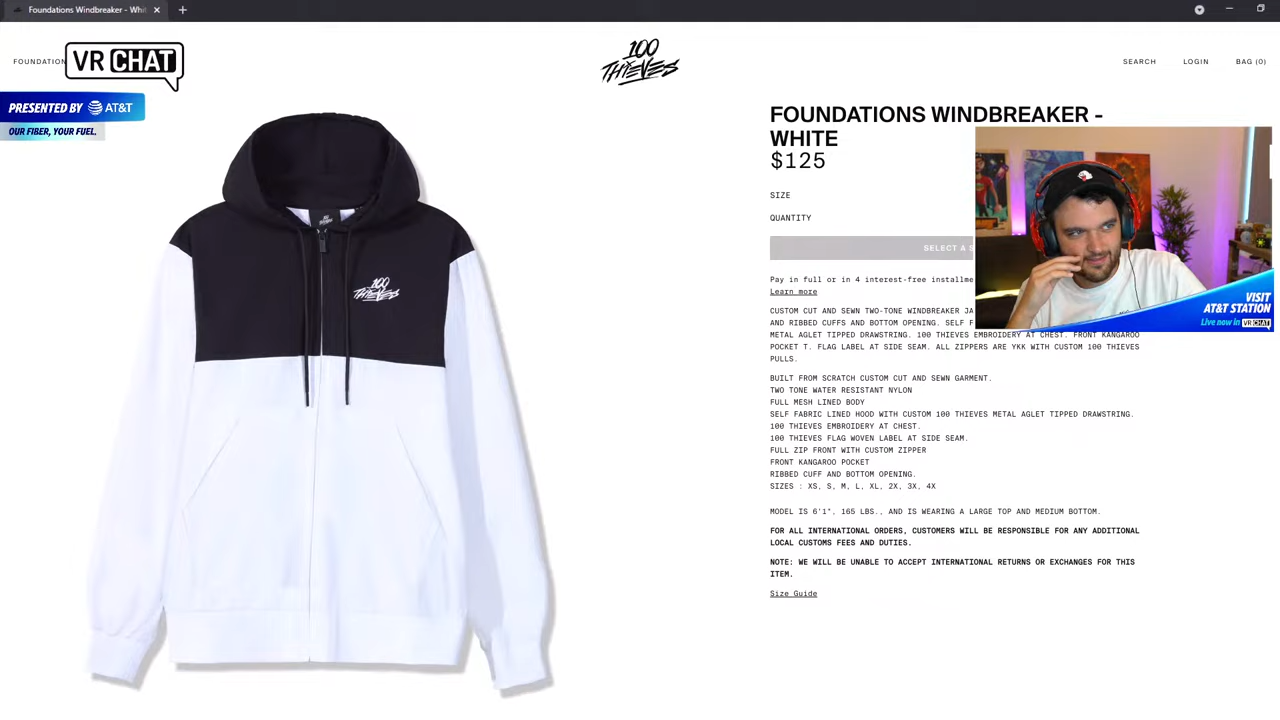 Foundations Windbreaker - Whit
FOUNDATION
VRCHAT
100
THIEVES
SEARCH
LOGIN
BAG (0)
PRESENTED BY AT&T
OUR FIBER, YOUR FUEL.
100
THIEVES
FOUNDATIONS WINDBREAKER -
WHITE
$125
SIZE
QUANTITY
SELECT A S
Pay in full or in 4 interest-free installme
Learn more
CUSTOM CUT AND SEWN TWO-TONE WINDBREAKER JA
AND RIBBED CUFFS AND BOTTOM OPENING. SELF F
METAL AGLET TIPPED DRAWSTRING. 100 THIEVES EMBROIDERY AT CHEST. FRONT KANGAROO
POCKET T. FLAG LABEL AT SIDE SEAM. ALL ZIPPERS ARE YKK WITH CUSTOM 100 THIEVES
PULLS.
BUILT FROM SCRATCH CUSTOM CUT AND SEWN GARMENT.
TWO TONE WATER RESISTANT NYLON
FULL MESH LINED BODY
SELF FABRIC LINED HOOD WITH CUSTOM 100 THIEVES METAL AGLET TIPPED DRAWSTRING.
100 THIEVES EMBROIDERY AT CHEST.
100 THIEVES FLAG WOVEN LABEL AT SIDE SEAM.
FULL ZIP FRONT WITH CUSTOM ZIPPER
FRONT KANGAROO POCKET
RIBBED CUFF AND BOTTOM OPENING.
SIZES : XS, S, M, L, XL, 2X, 3X, 4X
MODEL IS 6'1", 165 LBS., AND IS WEARING A LARGE TOP AND MEDIUM BOTTOM.
FOR ALL INTERNATIONAL ORDERS, CUSTOMERS WILL BE RESPONSIBLE FOR ANY ADDITIONAL
LOCAL CUSTOMS FEES AND DUTIES.
NOTE: WE WILL BE UNABLE TO ACCEPT INTERNATIONAL RETURNS OR EXCHANGES FOR THIS
ITEM.
Size Guide
VISIT
AT&T STATION
Live now in VRCHAT